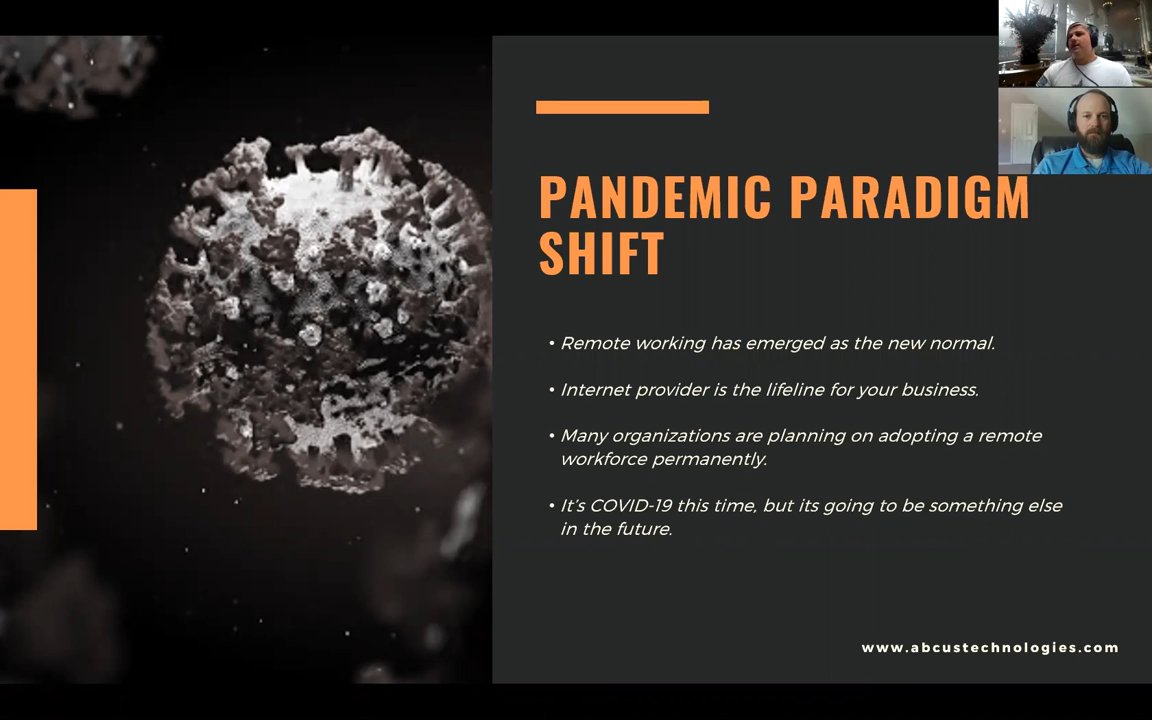 PANDEMIC PARADIGM
SHIFT
• Remote working has emerged as the new normal.
• Internet provider is the lifeline for your business.
• Many organizations are planning on adopting a remote
workforce permanently.
• It's COVID-19 this time, but its going to be something else
in the future.
www.abcustechnologies.com